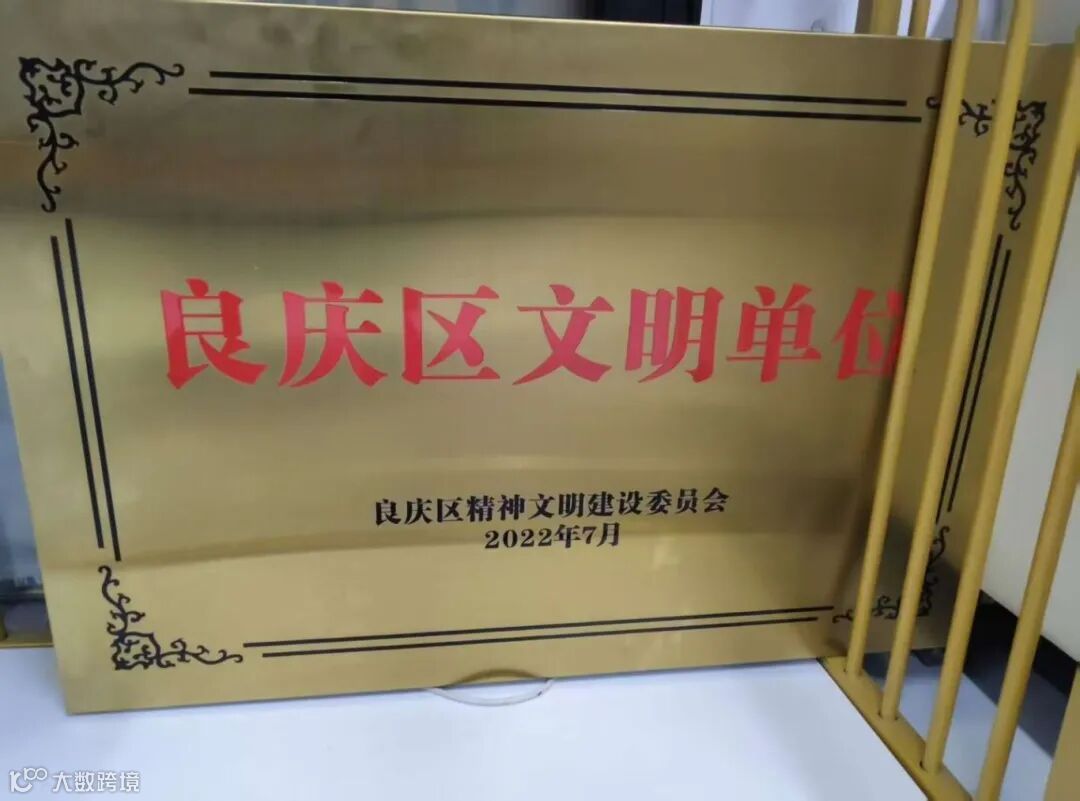 良庆区文明单位
良庆区精神文明建设委员会
2022年7月
大数跨境